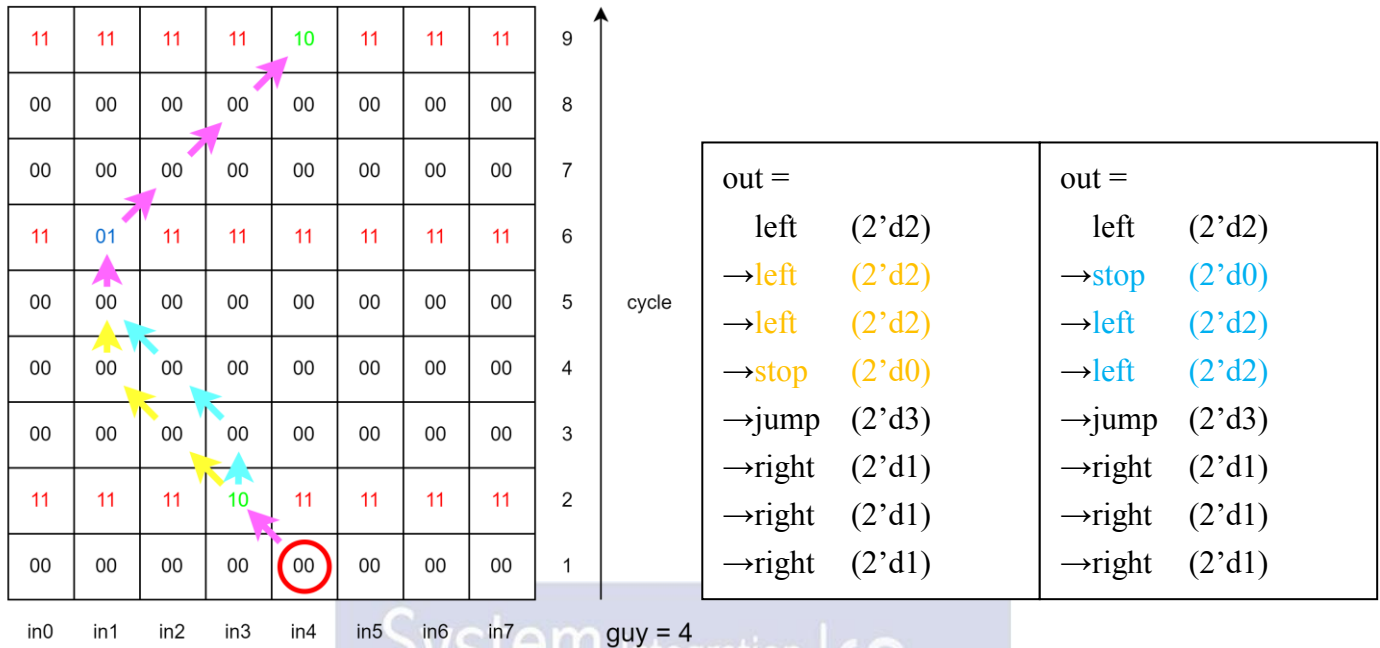 11 11 11 11 10 11 11 11 9
00 00 00 00 00 00 00 00 8
00 00 00 00 00 00 00 00 7
11 01 11 11 11 11 11 11 6
00 00 00 00 00 00 00 00 5
cycle
00 00 00 00 00 00 00 00 4
00 00 00 00 00 00 00 00 3
11 11 11 10 11 11 11 11 2
00 00 00 00 00 00 00 00 1
in0 in1 in2 in3 in4 in5 in6 in7
guy = 4
System
out =
left (2’d2)
→left (2’d2)
→left (2’d2)
→stop (2’d0)
→jump (2’d3)
→right (2’d1)
→right (2’d1)
→right (2’d1)
out =
left (2’d2)
→stop (2’d0)
→left (2’d2)
→left (2’d2)
→jump (2’d3)
→right (2’d1)
→right (2’d1)
→right (2’d1)